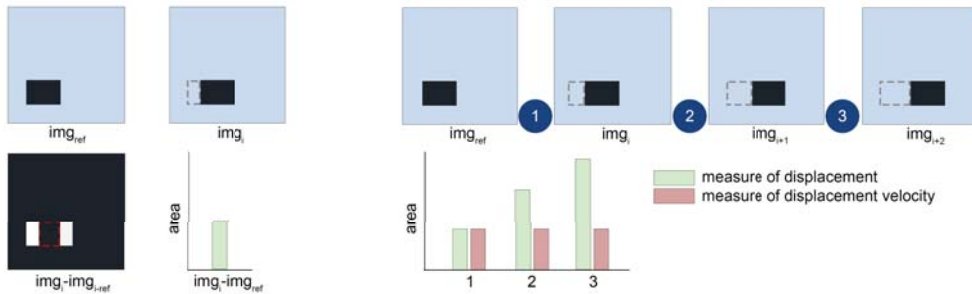 img_ref
img_i
img_i-img_i-ref
area
img_i-img_ref
img_ref
1
img_i
2
img_i+1
3
img_i+2
measure of displacement
measure of displacement velocity
area
1
2
3